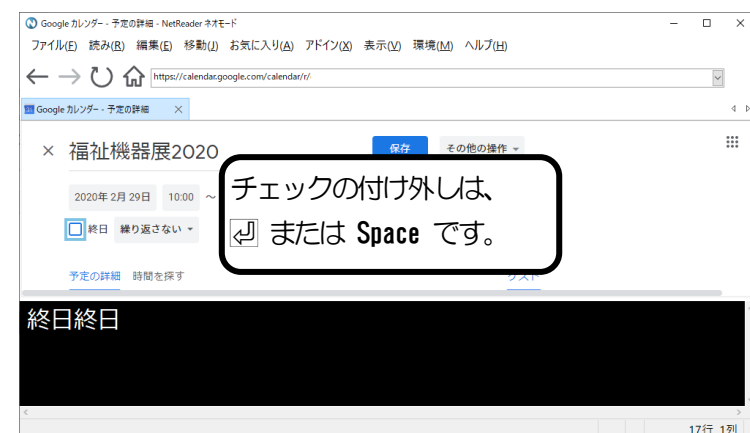 Google カレンダー - 予定の詳細 - NetReader ネオモード
ファイル(F) 読み(R) 編集(E) 移動(J) お気に入り(A) アドイン(X) 表示(V) 環境(M) ヘルプ(H)
https://calendar.google.com/calendar/r/
Google カレンダー - 予定の詳細
福祉機器展2020 保存 その他の操作
2020年 2月 29日 10:00 ～
終日 繰り返さない
チェックの付け外しは、
または Space です。
予定の詳細 時間を探す ゲスト
終日終日
17行 1列